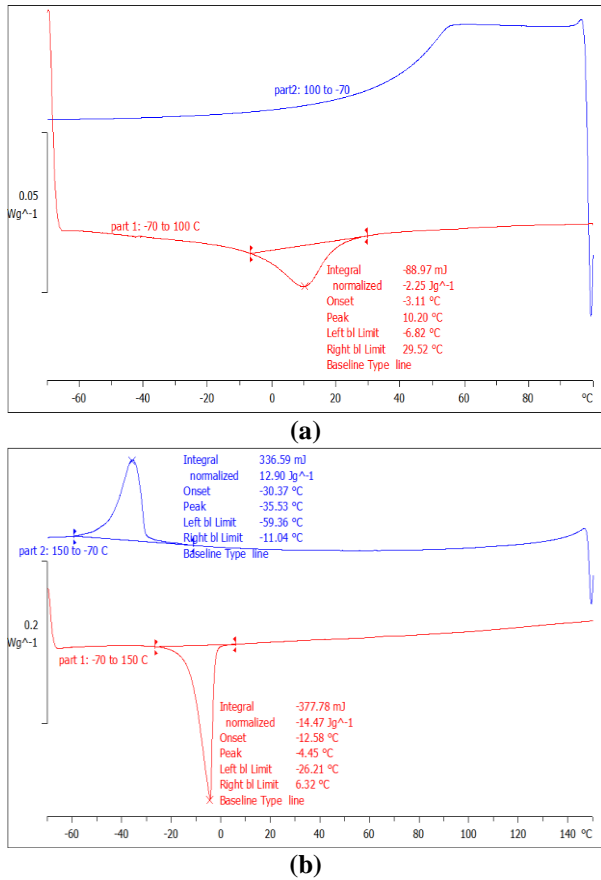 part2: 100 to -70
0.05
Wg^-1
part 1: -70 to 100 C
Integral -88.97 mJ
normalized -2.25 Jg^-1
Onset -3.11 °C
Peak 10.20 °C
Left bl Limit -6.82 °C
Right bl Limit 29.52 °C
Baseline Type line
-60 -40 -20 0 20 40 60 80 °C
(a)
Integral 336.59 mJ
normalized 12.90 Jg^-1
Onset -30.37 °C
Peak -35.53 °C
Left bl Limit -59.36 °C
Right bl Limit -11.04 °C
part 2: 150 to -70 C Baseline Type line
0.2
Wg^-1
part 1: -70 to 150 C
Integral -377.78 mJ
normalized -14.47 Jg^-1
Onset -12.58 °C
Peak -4.45 °C
Left bl Limit -26.21 °C
Right bl Limit 6.32 °C
Baseline Type line
-60 -40 -20 0 20 40 60 80 100 120 140 °C
(b)